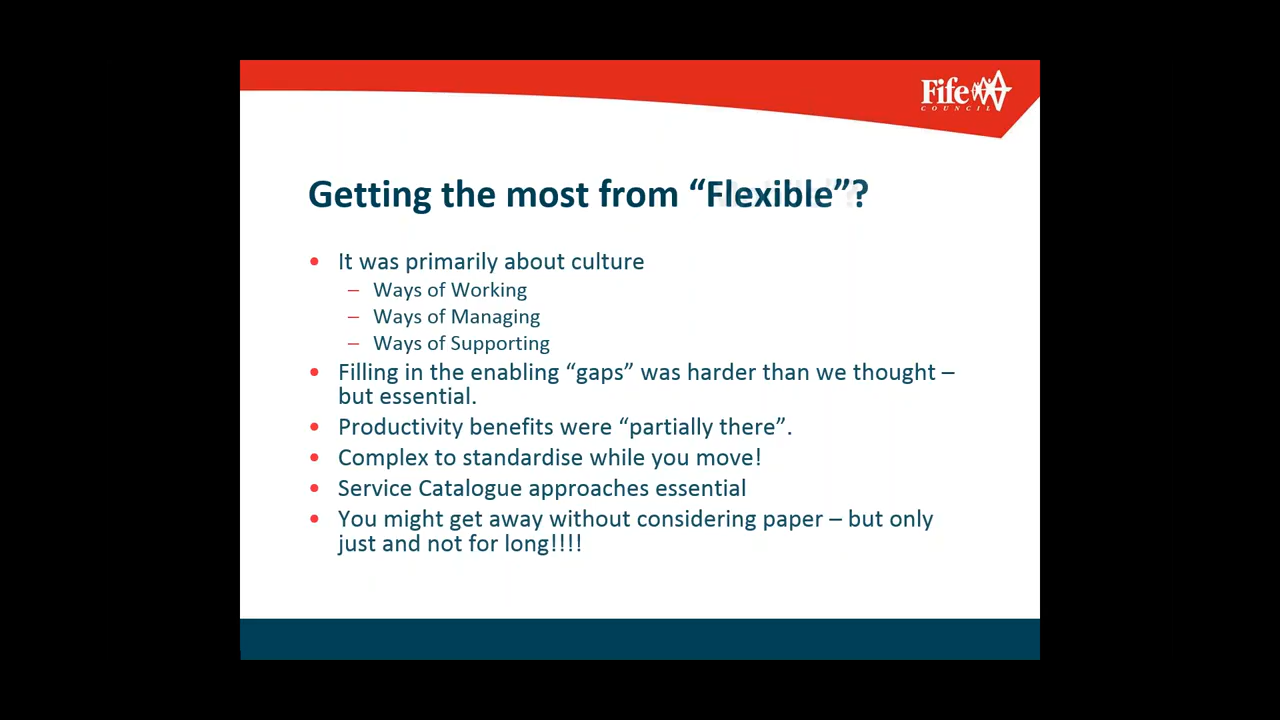 Fife
COUNCIL
Getting the most from “Flexible”?
• It was primarily about culture
– Ways of Working
– Ways of Managing
– Ways of Supporting
• Filling in the enabling “gaps” was harder than we thought –
but essential.
• Productivity benefits were “partially there”.
• Complex to standardise while you move!
• Service Catalogue approaches essential
• You might get away without considering paper – but only
just and not for long!!!!